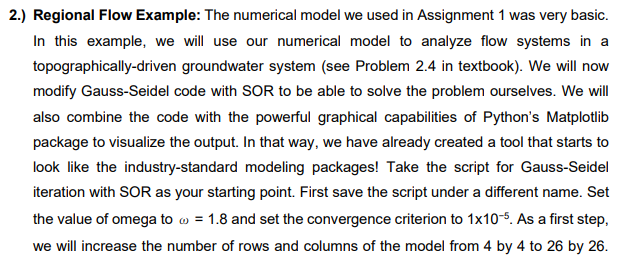 2.) Regional Flow Example: The numerical model we used in Assignment 1 was very basic.
In this example, we will use our numerical model to analyze flow systems in a
topographically-driven groundwater system (see Problem 2.4 in textbook). We will now
modify Gauss-Seidel code with SOR to be able to solve the problem ourselves. We will
also combine the code with the powerful graphical capabilities of Python's Matplotlib
package to visualize the output. In that way, we have already created a tool that starts to
look like the industry-standard modeling packages! Take the script for Gauss-Seidel
iteration with SOR as your starting point. First save the script under a different name. Set
the value of omega to ω = 1.8 and set the convergence criterion to 1x10⁻⁵. As a first step,
we will increase the number of rows and columns of the model from 4 by 4 to 26 by 26.